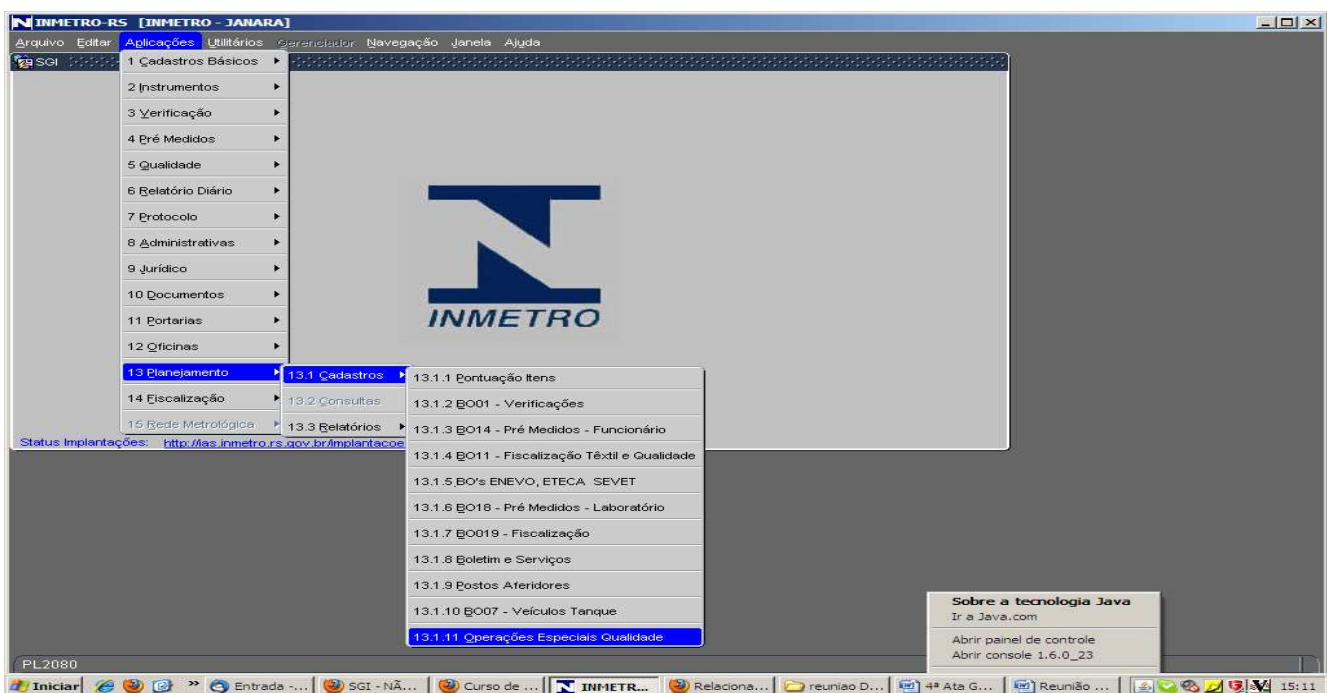 INMETRO-RS [INMETRO - JANARA]
Arquivo Editar Aplicações Utilitários Gerenciador Navegação Janela Ajuda
SGI
1 Cadastros Básicos
2 Instrumentos
3 Verificação
4 Pré Medidos
5 Qualidade
6 Relatório Diário
7 Protocolo
8 Administrativas
9 Jurídico
10 Documentos
11 Portarias
12 Oficinas
13 Planejamento
14 Fiscalização
15 Rede Metrológica
INMETRO
13.1 Cadastros
13.2 Consultas
13.3 Relatórios
13.1.1 Pontuação Itens
13.1.2 BO01 - Verificações
13.1.3 BO14 - Pré Medidos - Funcionário
13.1.4 BO11 - Fiscalização Têxtil e Qualidade
13.1.5 BO's ENEVO, ETECA SEVET
13.1.6 BO18 - Pré Medidos - Laboratório
13.1.7 BO019 - Fiscalização
13.1.8 Boletim e Serviços
13.1.9 Postos Aferidores
13.1.10 BO07 - Veículos Tanque
13.1.11 Operações Especiais Qualidade
Status Implantações: http://ias.inmetro.rs.gov.br/implantacoe
Sobre a tecnologia Java
Ir a Java.com
Abrir painel de controle
Abrir console 1.6.0_23
PL2080
Iniciar » Entrada -... SGI - NÃ... Curso de ... INMETR... Relaciona... reuniao D... 4ª Ata G... Reunião ... 15:11